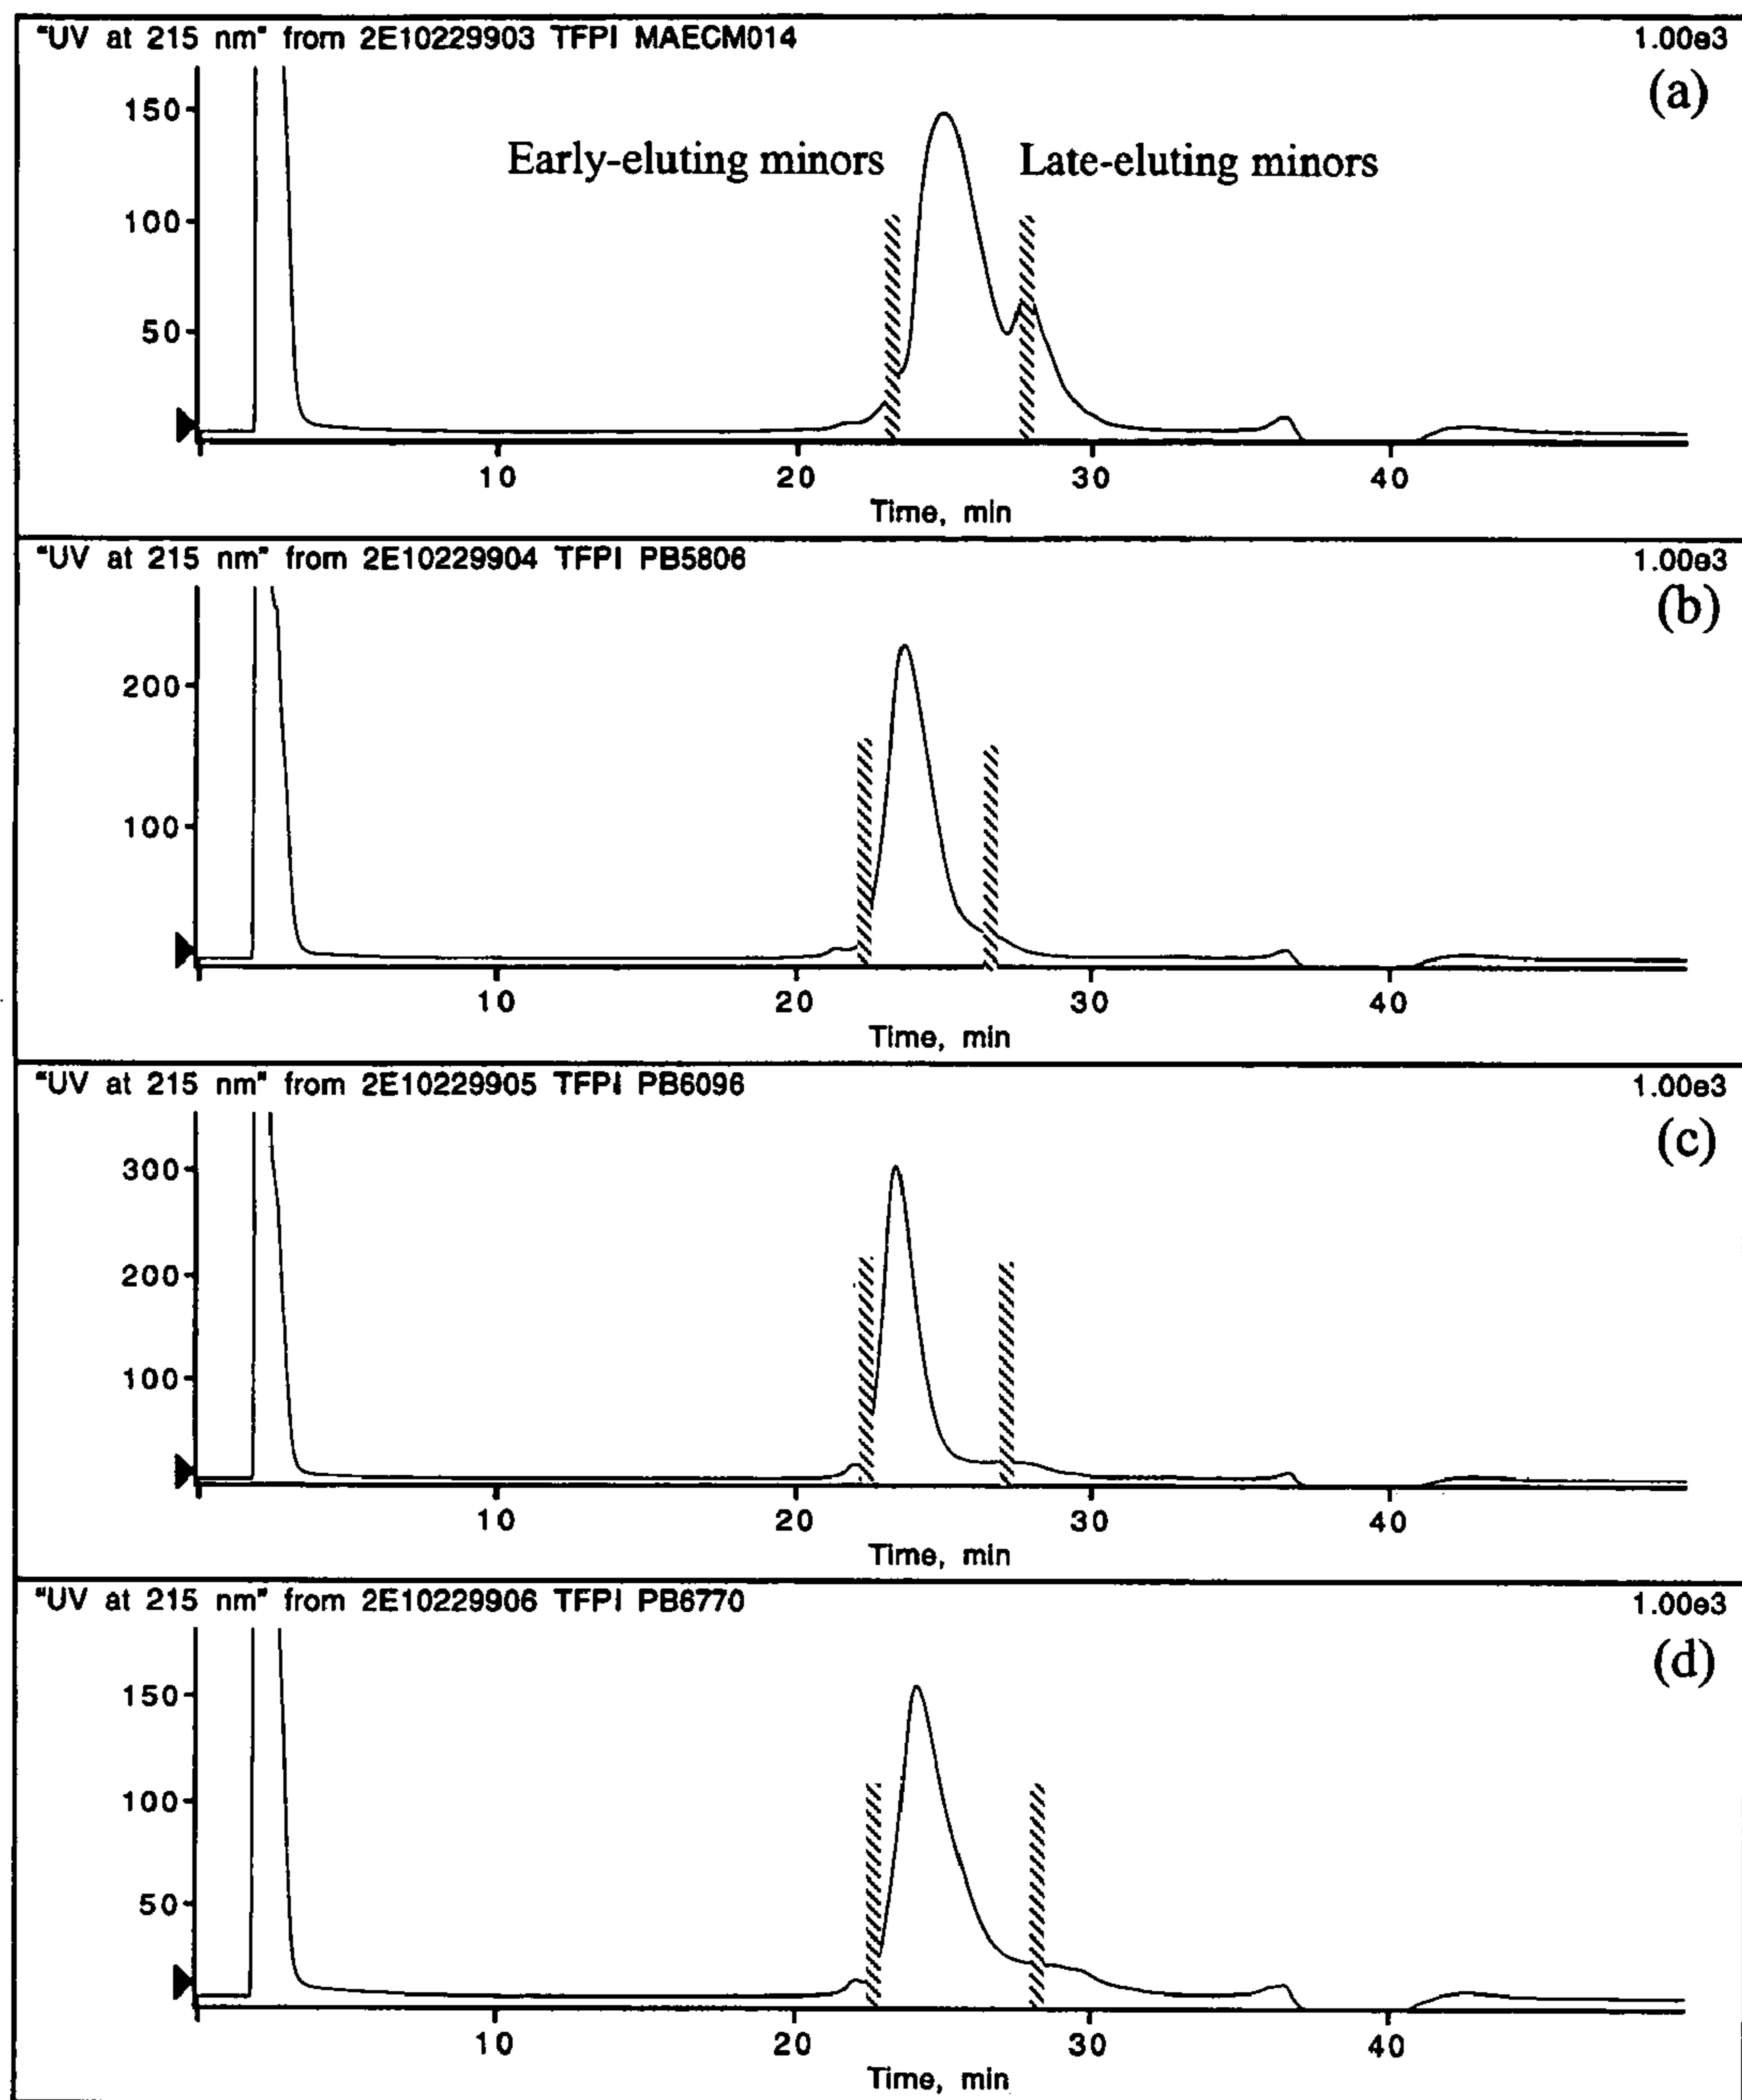 "UV at 215 nm" from 2E10229903 TFPI MAECM014 1.00e3
(a)
150
Early-eluting minors Late-eluting minors
100
50
10 20 30 40
Time, min
"UV at 215 nm" from 2E10229904 TFPI PB5806 1.00e3
(b)
200
100
10 20 30 40
Time, min
"UV at 215 nm" from 2E10229905 TFPI PB6096 1.00e3
(c)
300
200
100
10 20 30 40
Time, min
"UV at 215 nm" from 2E10229906 TFPI PB6770 1.00e3
(d)
150
100
50
10 20 30 40
Time, min